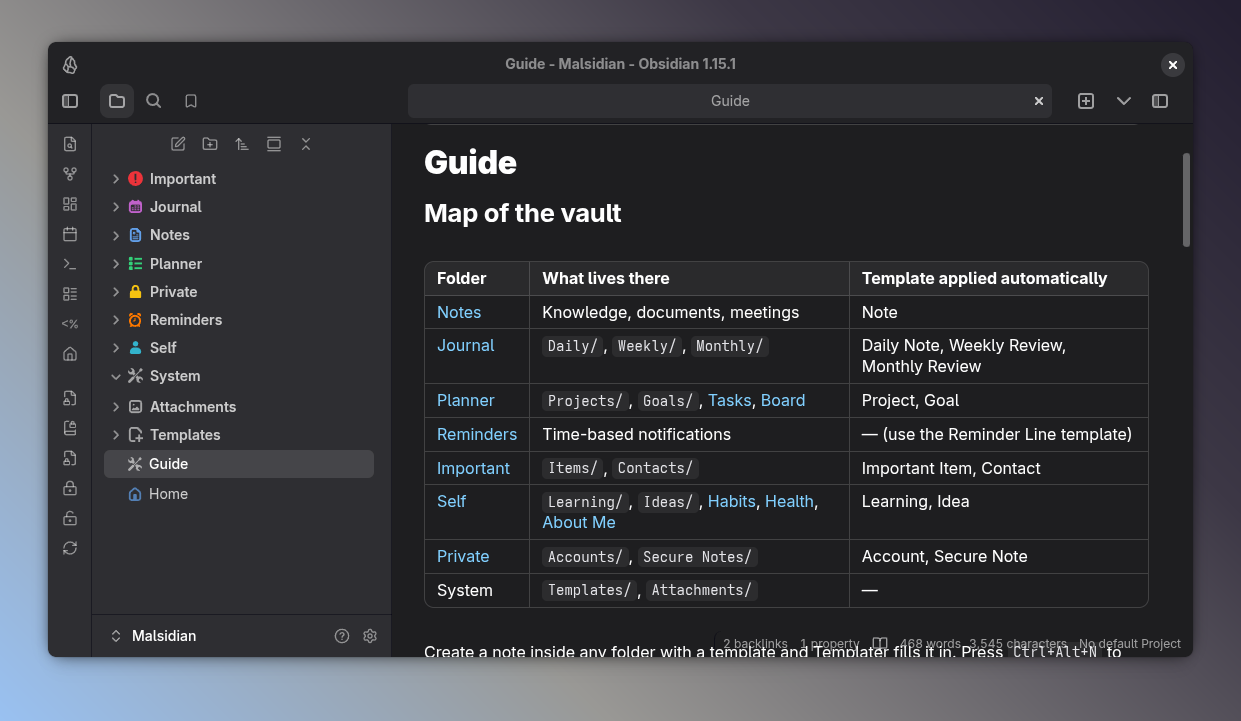 Guide - Malsidian - Obsidian 1.15.1
Guide
Important
Journal
Notes
Planner
Private
Reminders
Self
System
Attachments
Templates
Guide
Home
Malsidian
Guide
Map of the vault
Folder What lives there Template applied automatically
Notes Knowledge, documents, meetings Note
Journal Daily/, Weekly/, Monthly/ Daily Note, Weekly Review,
Monthly Review
Planner Projects/, Goals/, Tasks, Board Project, Goal
Reminders Time-based notifications — (use the Reminder Line template)
Important Items/, Contacts/ Important Item, Contact
Self Learning/, Ideas/, Habits, Health, Learning, Idea
About Me
Private Accounts/, Secure Notes/ Account, Secure Note
System Templates/, Attachments/ —
2 backlinks 1 property 468 words 3,545 characters No default Project
Create a note inside any folder with a template and Templater fills it in. Press Ctrl+Alt+N to